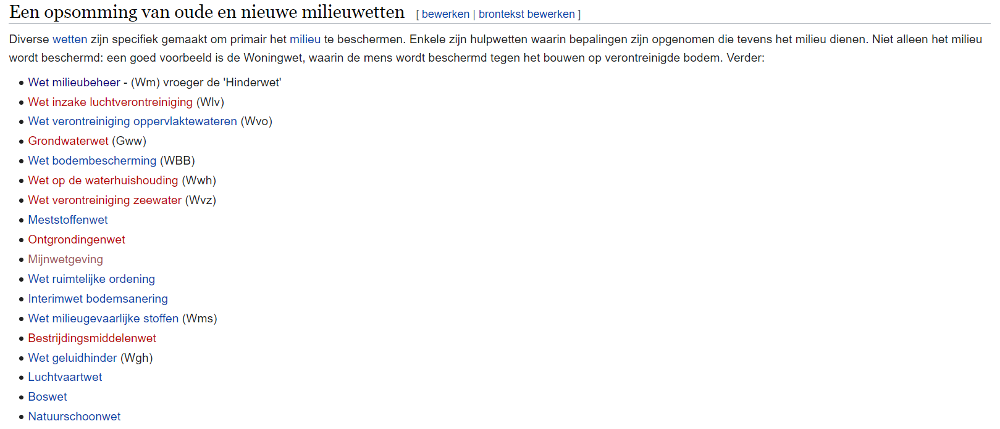 Een opsomming van oude en nieuwe milieuwetten [ bewerken | brontekst bewerken ]
Diverse wetten zijn specifiek gemaakt om primair het milieu te beschermen. Enkele zijn hulpwetten waarin bepalingen zijn opgenomen die tevens het milieu dienen. Niet alleen het milieu
wordt beschermd: een goed voorbeeld is de Woningwet, waarin de mens wordt beschermd tegen het bouwen op verontreinigde bodem. Verder:
• Wet milieubeheer - (Wm) vroeger de 'Hinderwet'
• Wet inzake luchtverontreiniging (Wlv)
• Wet verontreiniging oppervlaktewateren (Wvo)
• Grondwaterwet (Gww)
• Wet bodembescherming (WBB)
• Wet op de waterhuishouding (Wwh)
• Wet verontreiniging zeewater (Wvz)
• Meststoffenwet
• Ontgrondingenwet
• Mijnwetgeving
• Wet ruimtelijke ordening
• Interimwet bodemsanering
• Wet milieugevaarlijke stoffen (Wms)
• Bestrijdingsmiddelenwet
• Wet geluidhinder (Wgh)
• Luchtvaartwet
• Boswet
• Natuurschoonwet